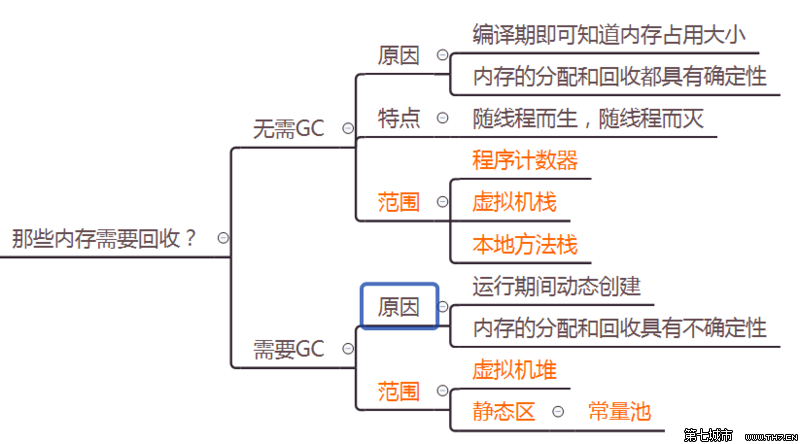 那些内存需要回收？
无需GC
原因
编译期即可知道内存占用大小
内存的分配和回收都具有确定性
特点
随线程而生，随线程而灭
范围
程序计数器
虚拟机栈
本地方法栈
需要GC
原因
运行期间动态创建
内存的分配和回收具有不确定性
范围
虚拟机堆
静态区
常量池
第七城市 WWW.TH7.CN